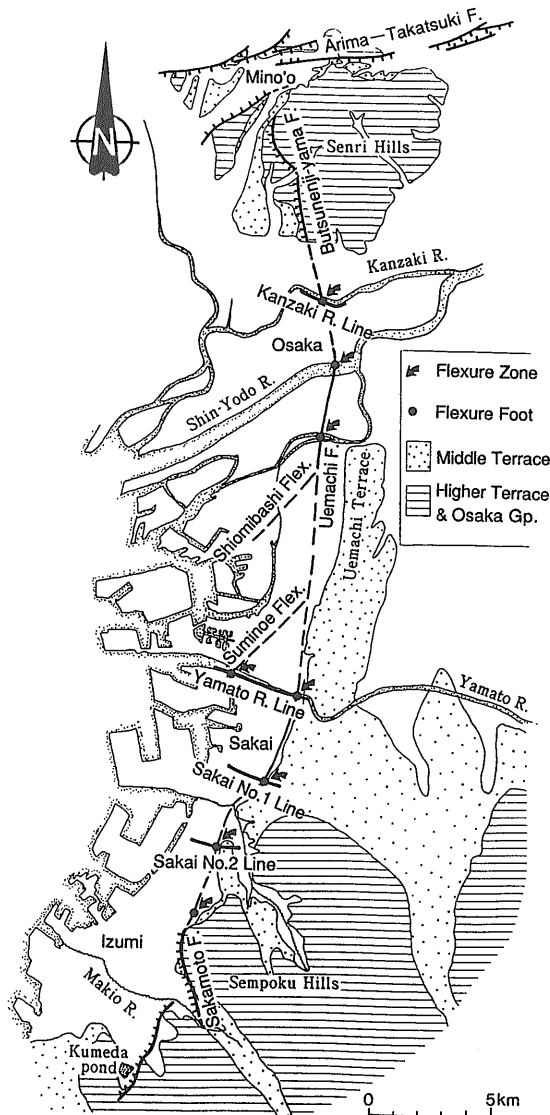 Arima–Takatsuki F.
Mino'o
N
Senri Hills
Butsunenji-yama F.
Kanzaki R.
Kanzaki R. Line
Osaka
Shin-Yodo R.
Flexure Zone
Flexure Foot
Middle Terrace
Higher Terrace
& Osaka Gp.
Uemachi F.
Uemachi Terrace
Shiomibashi Flex.
Suminoe Flex.
Yamato R. Line
Yamato R.
Sakai
Sakai No.1 Line
Sakai No.2 Line
Izumi
Sakamoto F.
Sempoku Hills
Makio R.
Kumeda
pond
0 5km